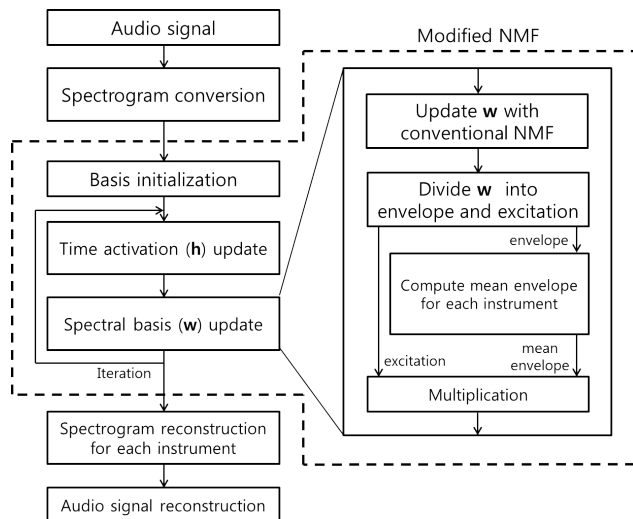 Audio signal
Spectrogram conversion
Basis initialization
Time activation (h) update
Spectral basis (w) update
Iteration
Spectrogram reconstruction
for each instrument
Audio signal reconstruction
Modified NMF
Update w with
conventional NMF
Divide w into
envelope and excitation
envelope
Compute mean envelope
for each instrument
excitation
mean
envelope
Multiplication